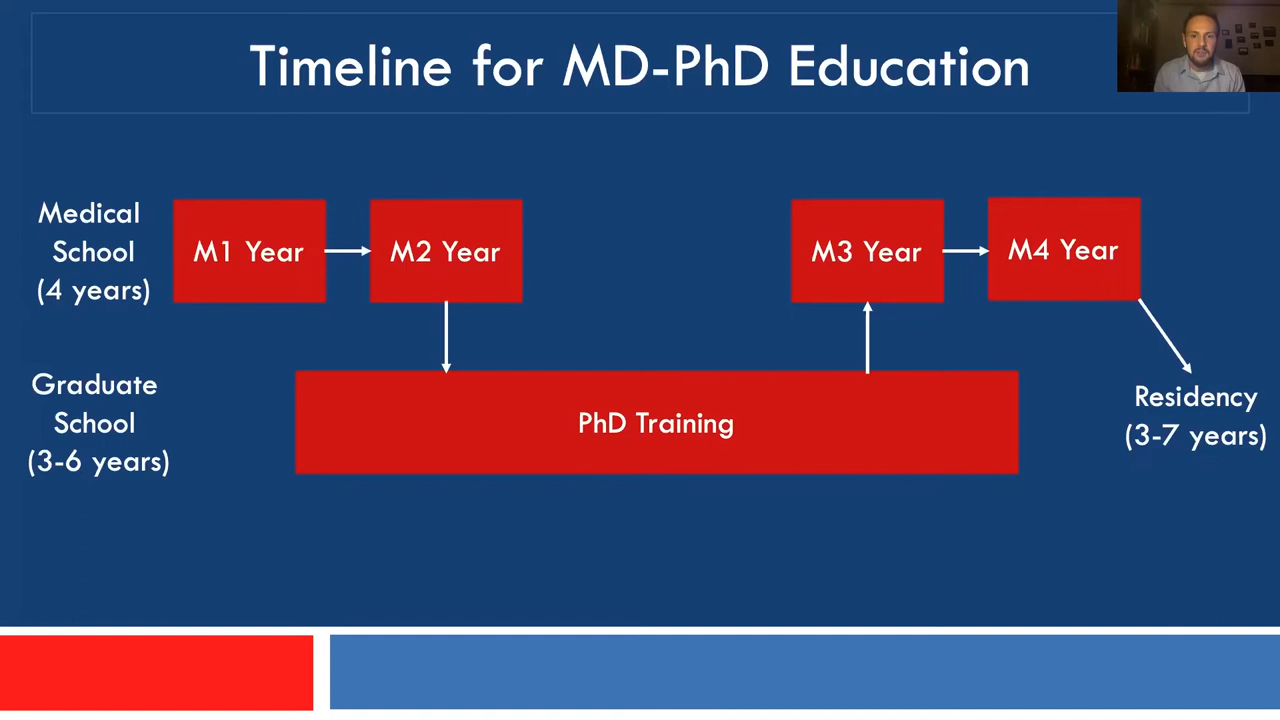 Timeline for MD-PhD Education
Medical
School
(4 years)
M1 Year
M2 Year
M3 Year
M4 Year
Graduate
School
(3-6 years)
PhD Training
Residency
(3-7 years)